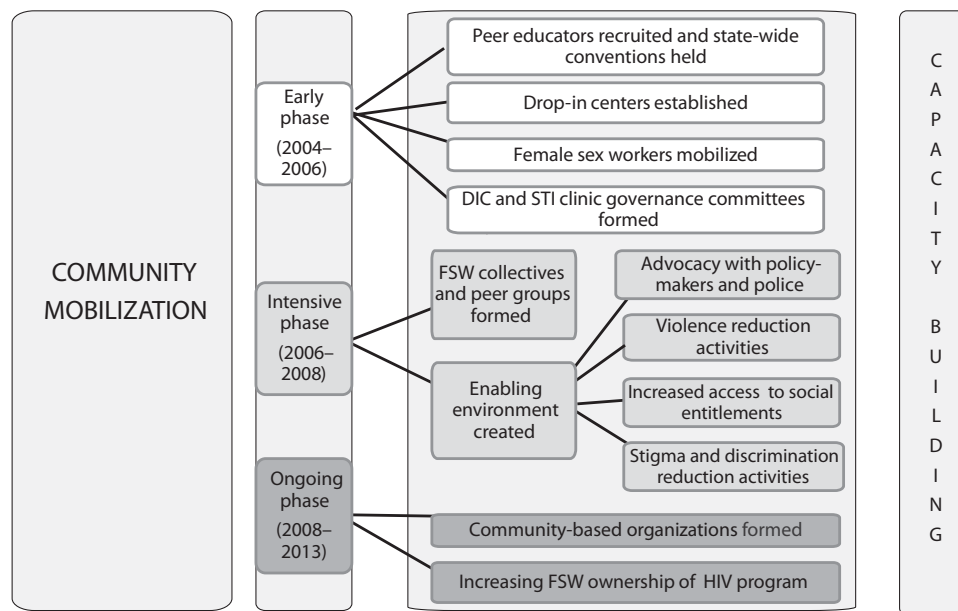 COMMUNITY
MOBILIZATION
Early
phase
(2004–
2006)
Peer educators recruited and state-wide
conventions held
Drop-in centers established
Female sex workers mobilized
DIC and STI clinic governance committees
formed
Intensive
phase
(2006–
2008)
FSW collectives
and peer groups
formed
Enabling
environment
created
Advocacy with policy-
makers and police
Violence reduction
activities
Increased access to social
entitlements
Stigma and discrimination
reduction activities
Ongoing
phase
(2008–
2013)
Community-based organizations formed
Increasing FSW ownership of HIV program
C
A
P
A
C
I
T
Y
B
U
I
L
D
I
N
G